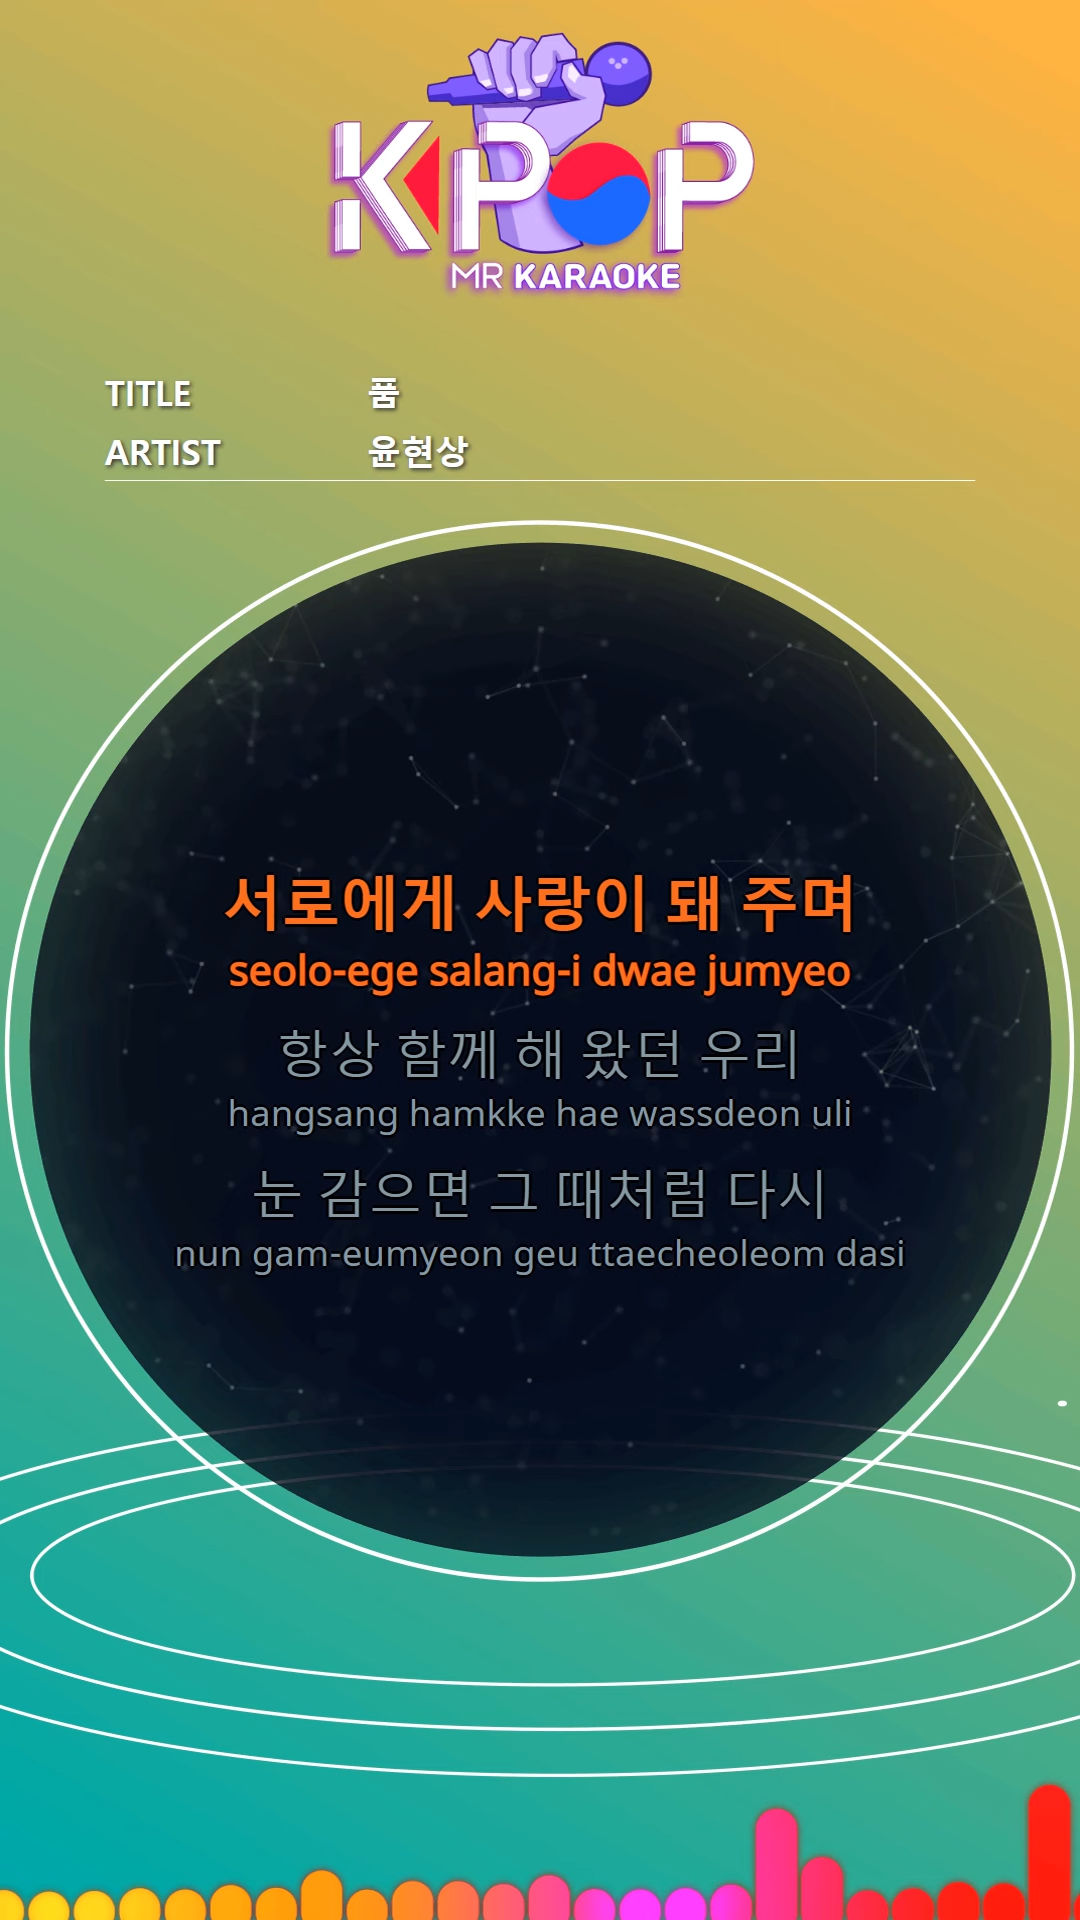 KPOP
MR KARAOKE
TITLE 품
ARTIST 윤현상
서로에게 사랑이 돼 주며
seolo-ege salang-i dwae jumyeo
항상 함께 해 왔던 우리
hangsang hamkke hae wassdeon uli
눈 감으면 그 때처럼 다시
nun gam-eumyeon geu ttaecheoleom dasi